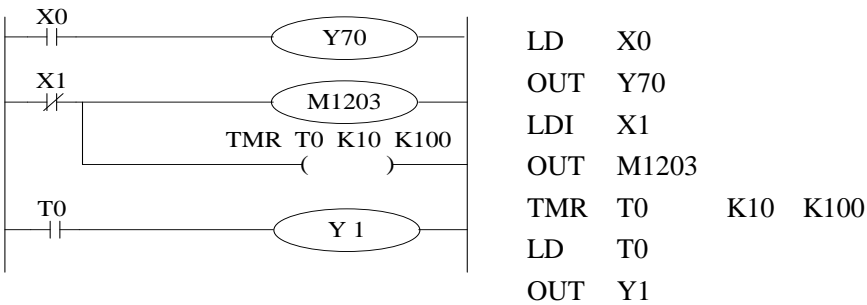 X0
Y70
X1
M1203
TMR T0 K10 K100
T0
Y 1
LD X0
OUT Y70
LDI X1
OUT M1203
TMR T0 K10 K100
LD T0
OUT Y1